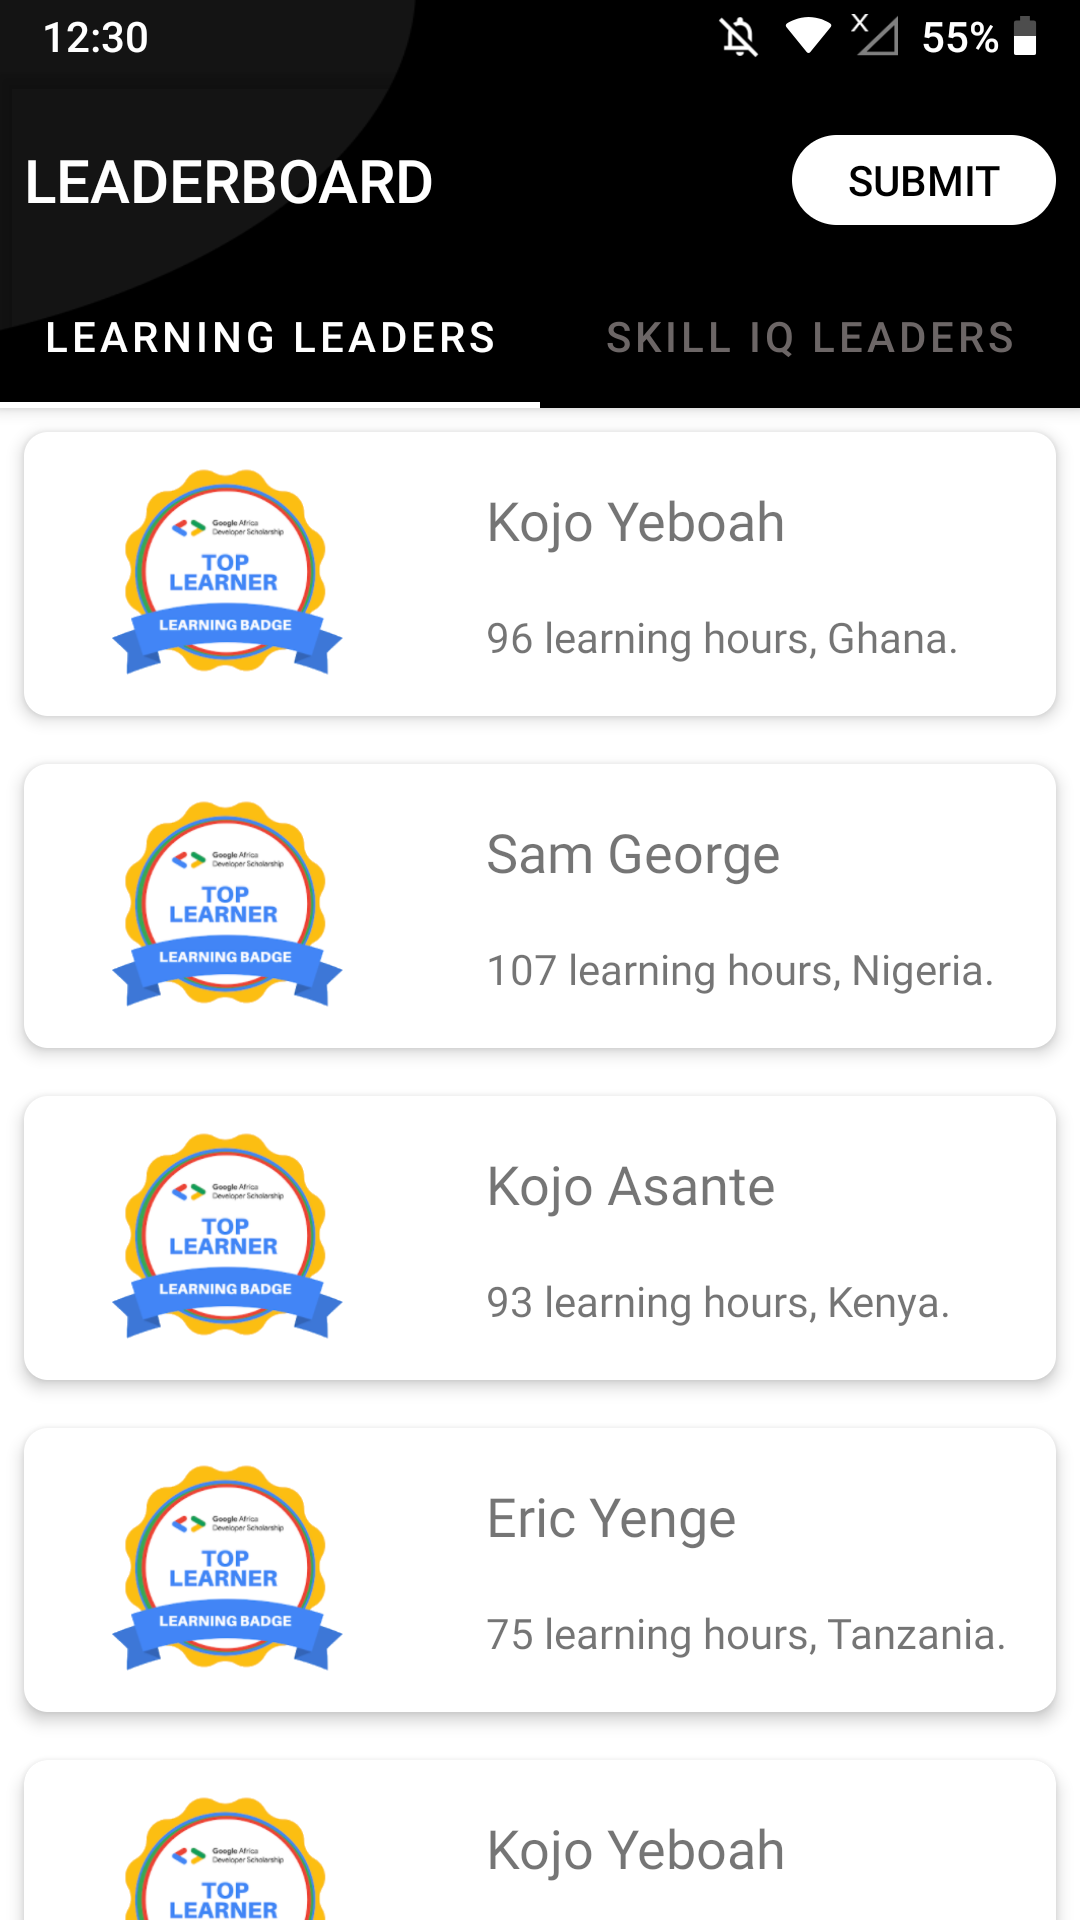 12:30
X
55%
LEADERBOARD
SUBMIT
LEARNING LEADERS
SKILL IQ LEADERS
Google Africa
Developer Scholarship
TOP
LEARNER
LEARNING BADGE
Kojo Yeboah
96 learning hours, Ghana.
Google Africa
Developer Scholarship
TOP
LEARNER
LEARNING BADGE
Sam George
107 learning hours, Nigeria.
Google Africa
Developer Scholarship
TOP
LEARNER
LEARNING BADGE
Kojo Asante
93 learning hours, Kenya.
Google Africa
Developer Scholarship
TOP
LEARNER
LEARNING BADGE
Eric Yenge
75 learning hours, Tanzania.
Google Africa
Developer Scholarship
TOP
LEARNER
Kojo Yeboah